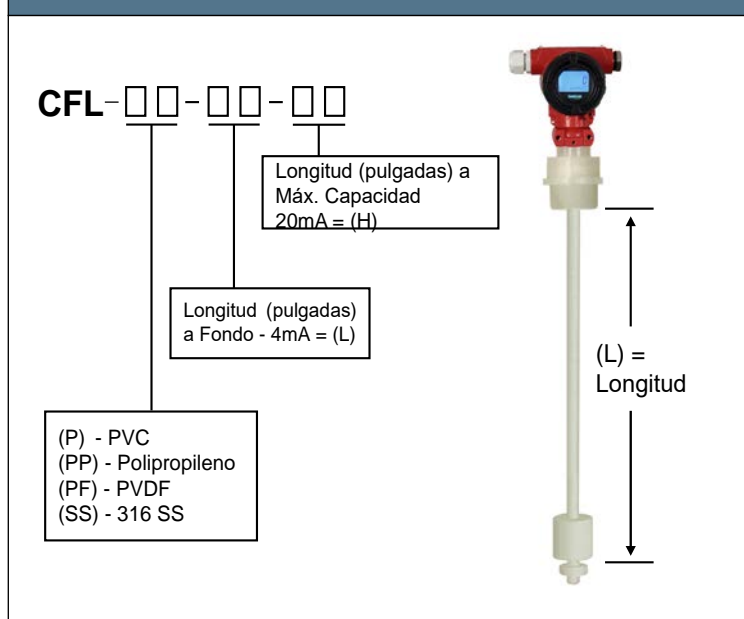 CFL-□□-□□-□□
Longitud (pulgadas) a
Máx. Capacidad
20mA = (H)
Longitud (pulgadas)
a Fondo - 4mA = (L)
(P) - PVC
(PP) - Polipropileno
(PF) - PVDF
(SS) - 316 SS
(L) =
Longitud